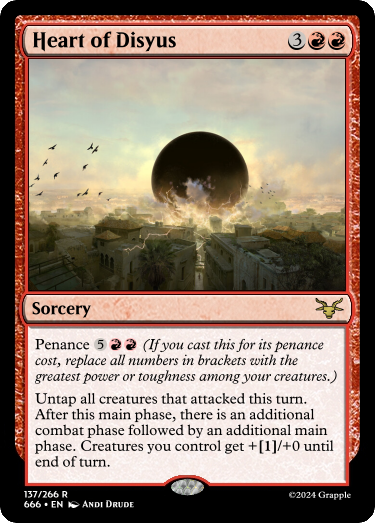 Heart of Disyus 3
Sorcery
Penance 5 (If you cast this for its penance
cost, replace all numbers in brackets with the
greatest power or toughness among your creatures.)
Untap all creatures that attacked this turn.
After this main phase, there is an additional
combat phase followed by an additional main
phase. Creatures you control get +[1]/+0 until
end of turn.
137/266 R
©2024 Grapple
666 • EN Andi Drude